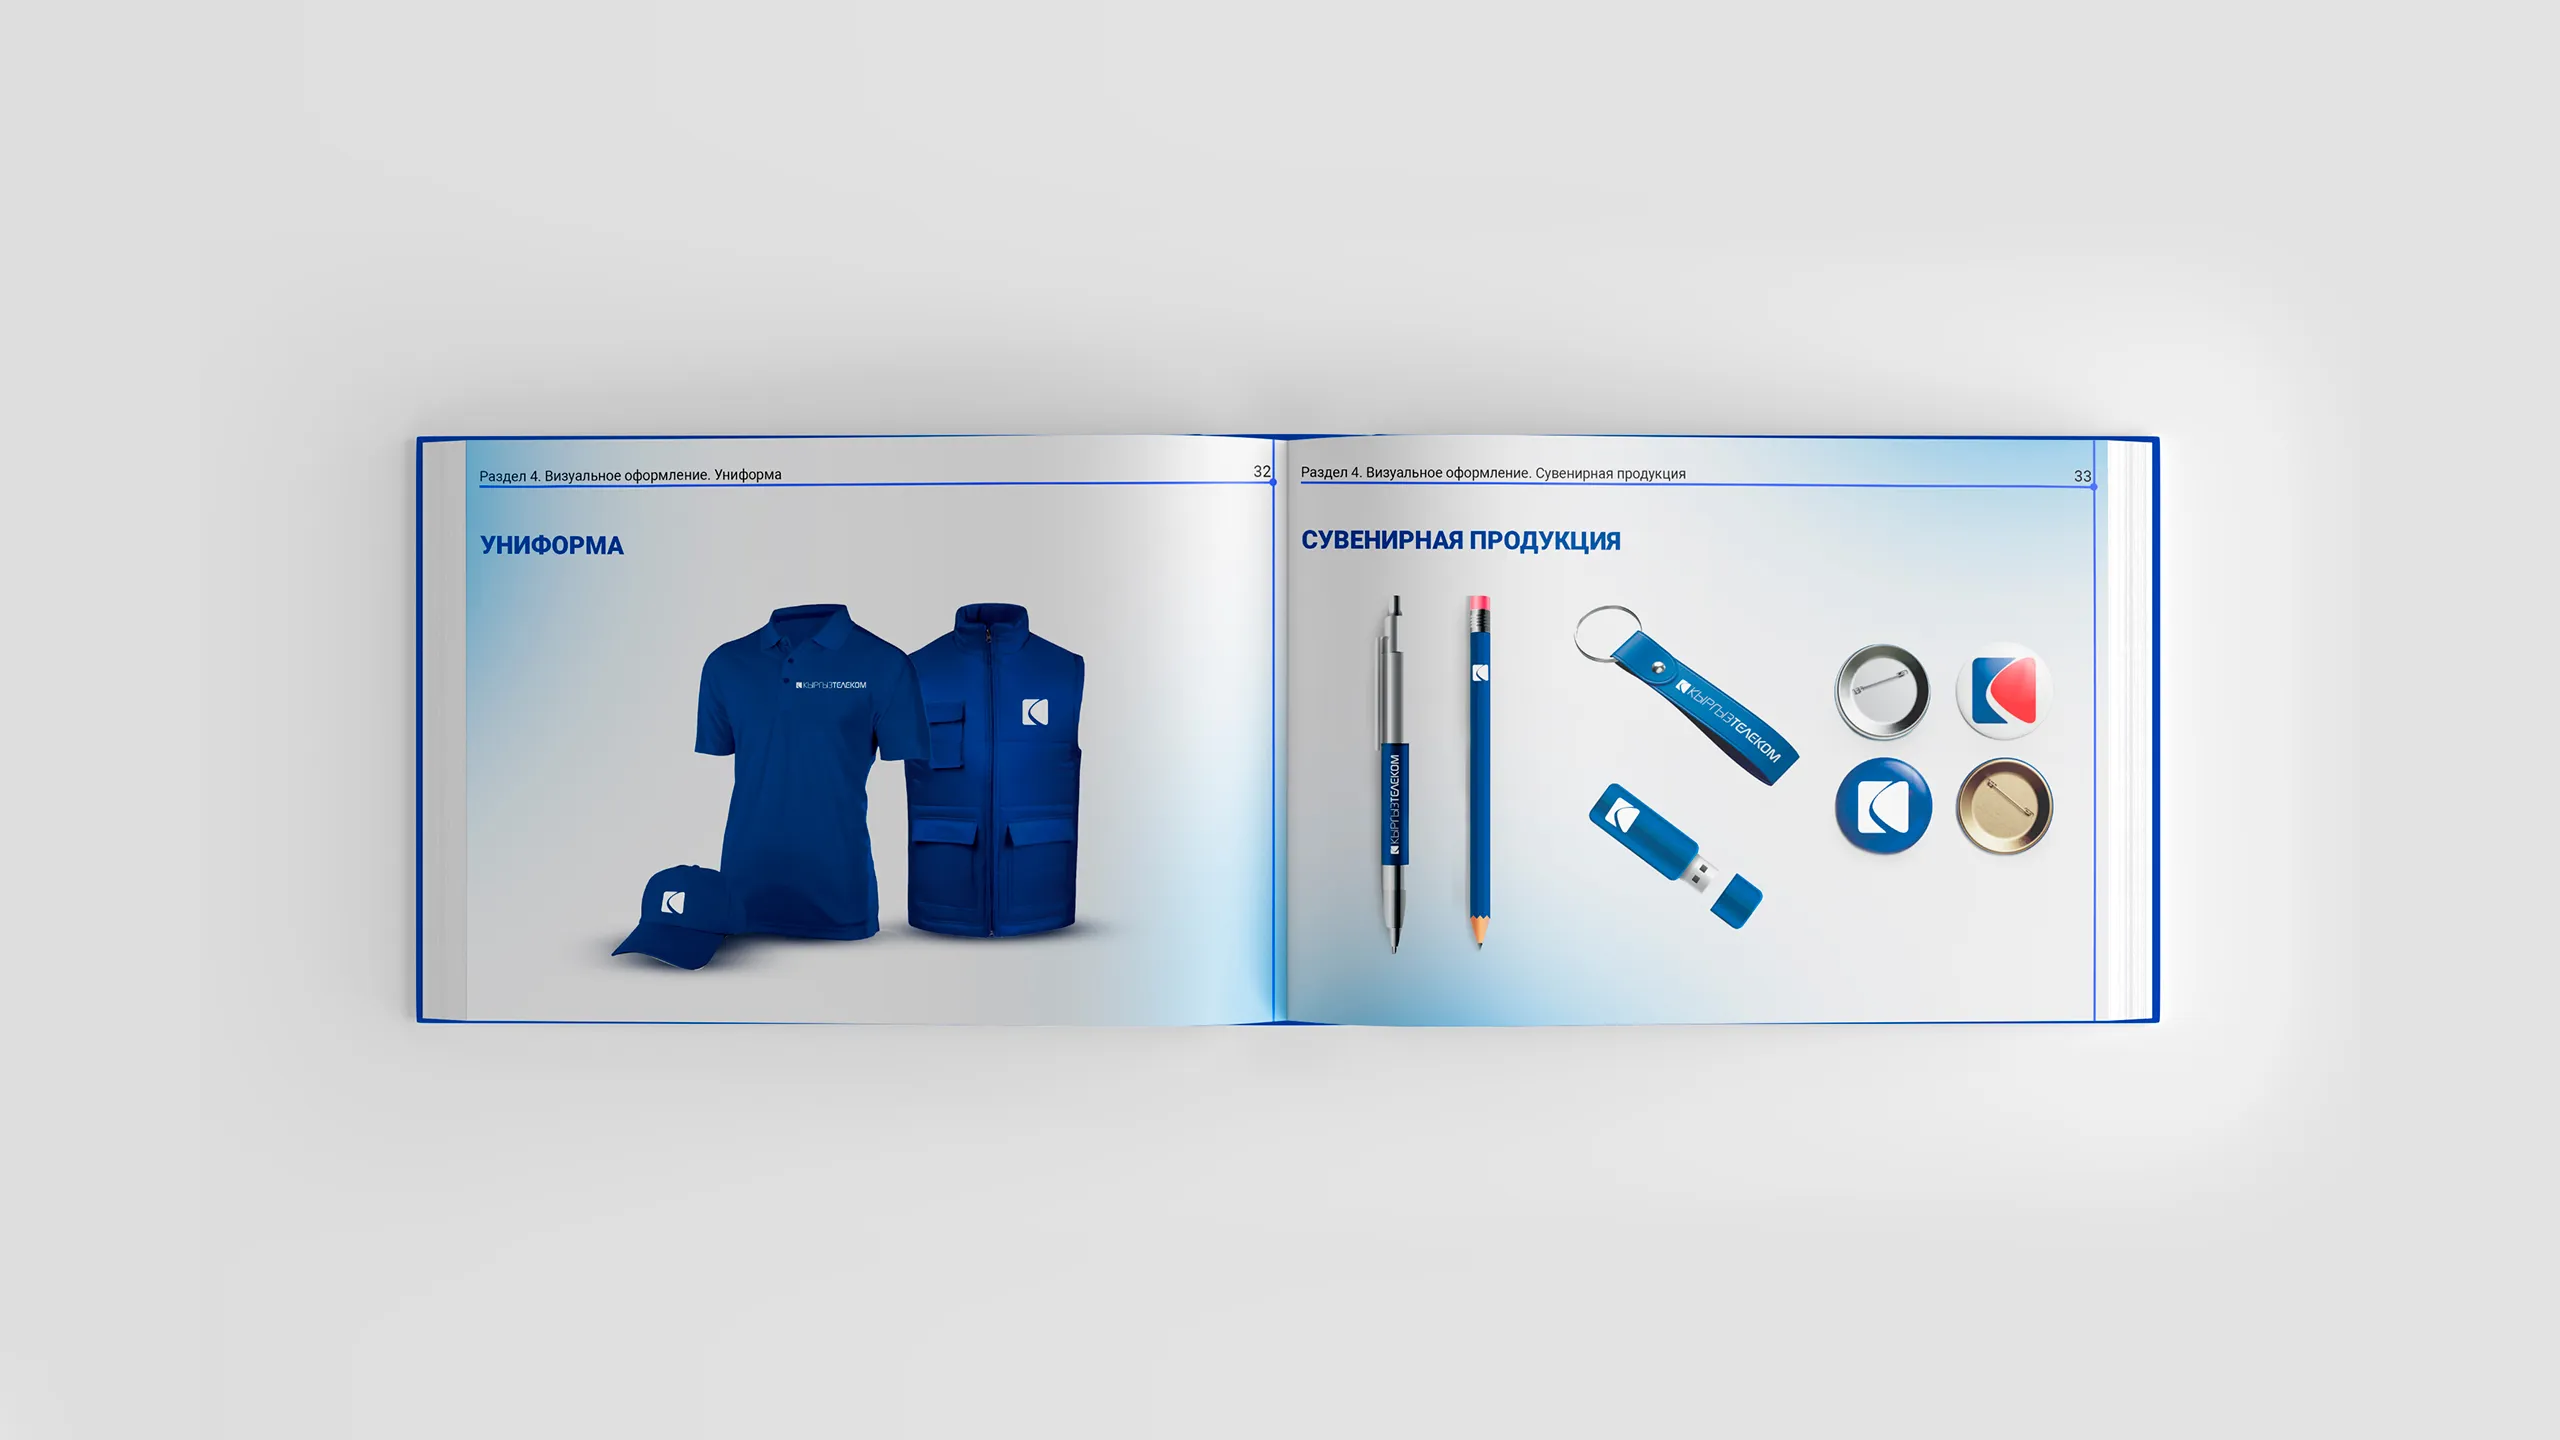 Раздел 4. Визуальное оформление. Униформа
32
УНИФОРМА
КЫРГЫЗТЕЛЕКОМ
Раздел 4. Визуальное оформление. Сувенирная продукция
33
СУВЕНИРНАЯ ПРОДУКЦИЯ
КЫРГЫЗТЕЛЕКОМ
КЫРГЫЗТЕЛЕКОМ